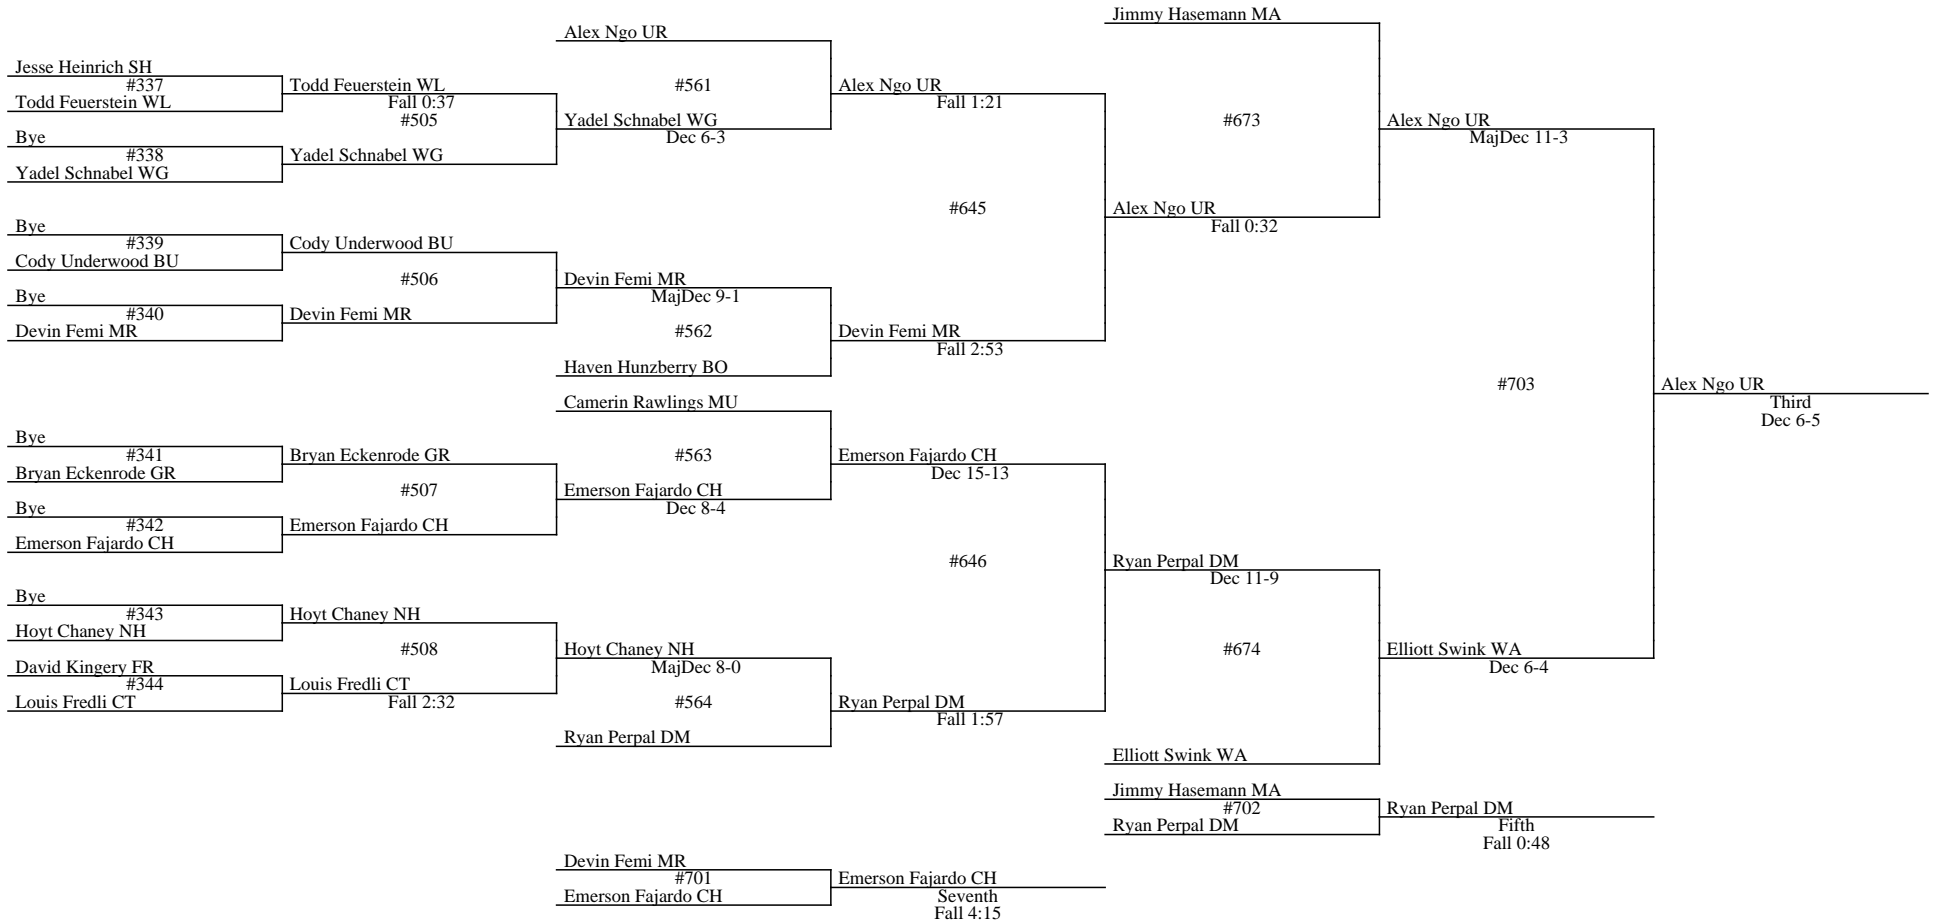 Jimmy Hasemann MA
Alex Ngo UR
Jesse Heinrich SH
#337
Todd Feuerstein WL
Todd Feuerstein WL
Fall 0:37
#505
#561
Alex Ngo UR
Fall 1:21
Yadel Schnabel WG
Dec 6-3
#673
Alex Ngo UR
MajDec 11-3
Bye
#338
Yadel Schnabel WG
Yadel Schnabel WG
#645
Alex Ngo UR
Fall 0:32
Bye
#339
Cody Underwood BU
Cody Underwood BU
#506
Devin Femi MR
MajDec 9-1
Bye
#340
Devin Femi MR
Devin Femi MR
#562
Devin Femi MR
Fall 2:53
Haven Hunzberry BO
#703
Alex Ngo UR
Third
Dec 6-5
Camerin Rawlings MU
Bye
#341
Bryan Eckenrode GR
Bryan Eckenrode GR
#507
#563
Emerson Fajardo CH
Dec 15-13
Emerson Fajardo CH
Dec 8-4
Bye
#342
Emerson Fajardo CH
Emerson Fajardo CH
#646
Ryan Perpal DM
Dec 11-9
Bye
#343
Hoyt Chaney NH
Hoyt Chaney NH
#508
Hoyt Chaney NH
MajDec 8-0
#674
Elliott Swink WA
Dec 6-4
David Kingery FR
#344
Louis Fredli CT
Louis Fredli CT
Fall 2:32
#564
Ryan Perpal DM
Fall 1:57
Ryan Perpal DM
Elliott Swink WA
Jimmy Hasemann MA
#702
Ryan Perpal DM
Ryan Perpal DM
Fifth
Fall 0:48
Devin Femi MR
#701
Emerson Fajardo CH
Emerson Fajardo CH
Seventh
Fall 4:15